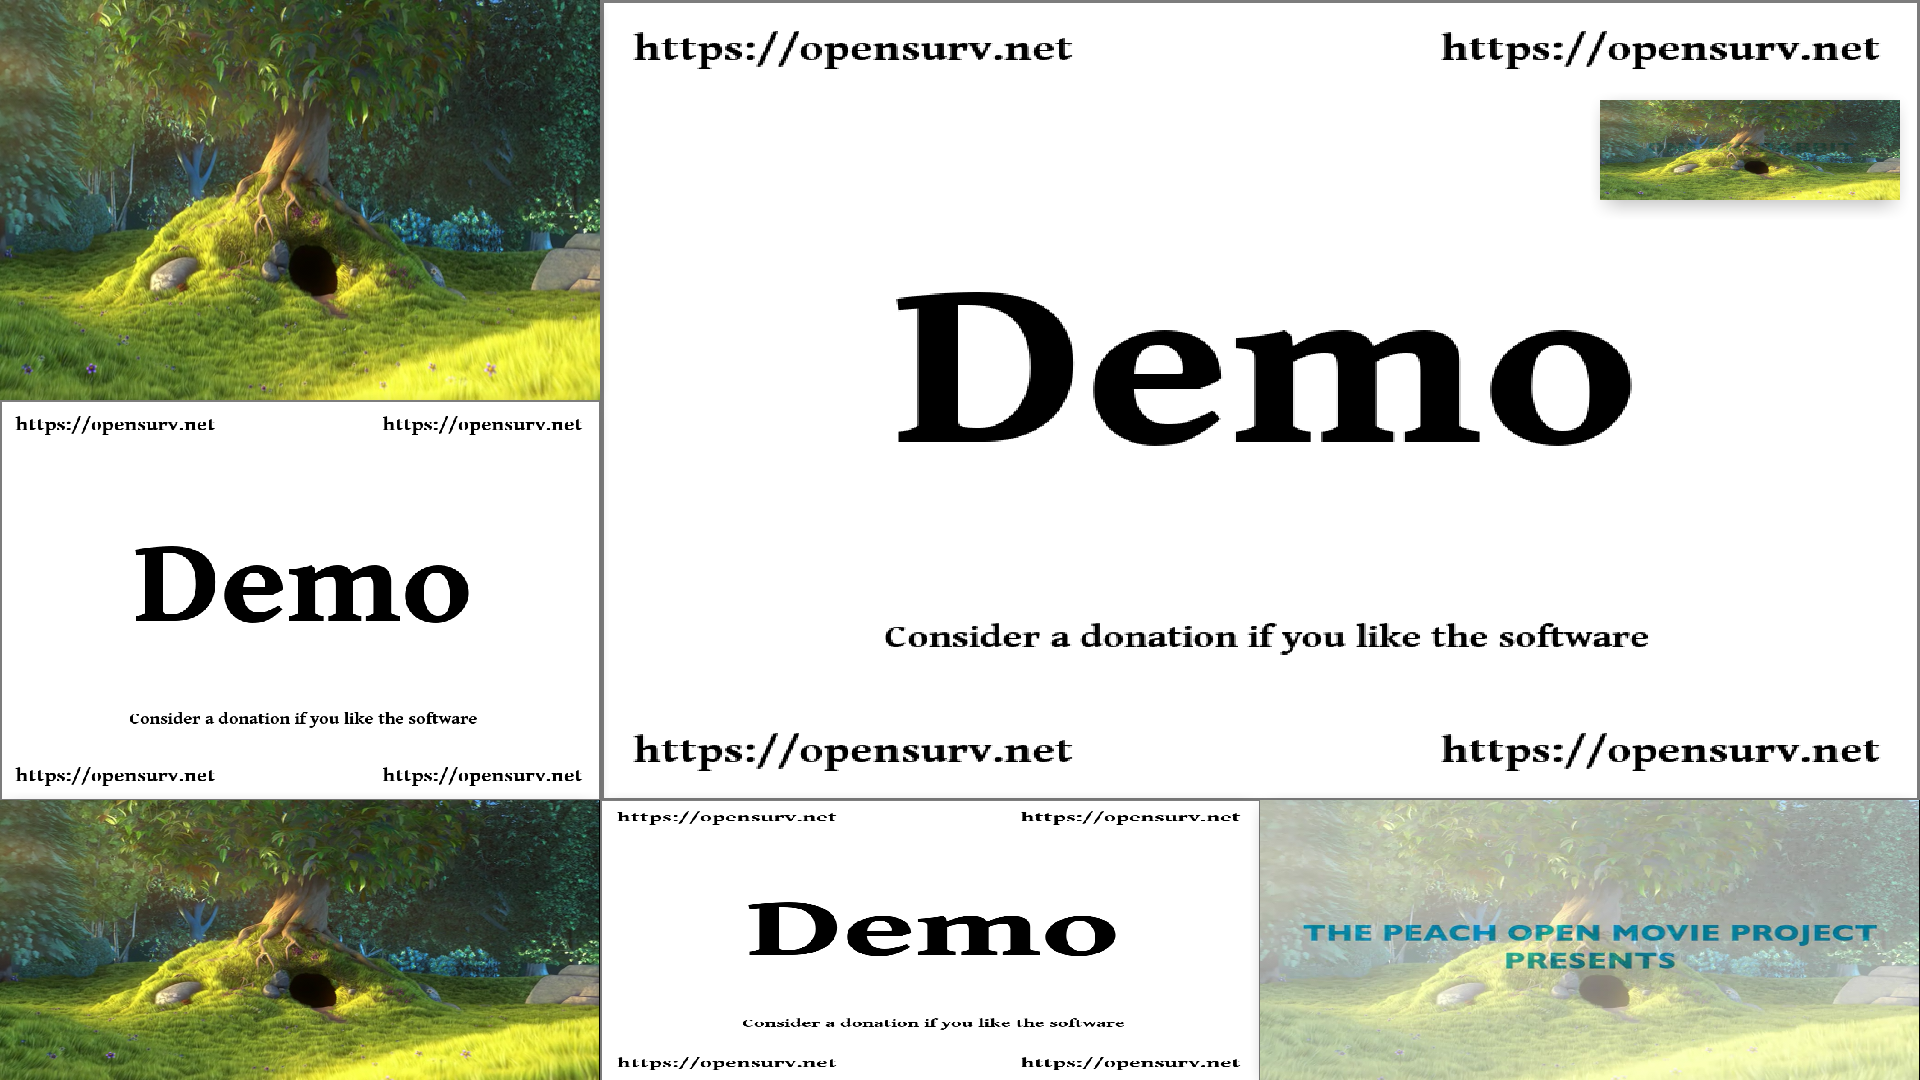 https://opensurv.net https://opensurv.net
Demo
Consider a donation if you like the software
https://opensurv.net https://opensurv.net
https://opensurv.net https://opensurv.net
Demo
Consider a donation if you like the software
https://opensurv.net https://opensurv.net
https://opensurv.net https://opensurv.net
Demo
Consider a donation if you like the software
https://opensurv.net https://opensurv.net
THE PEACH OPEN MOVIE PROJECT
PRESENTS